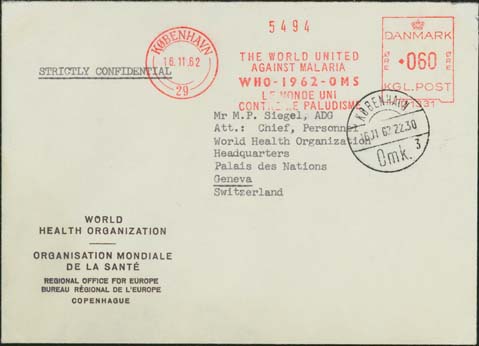 5494
KØBENHAVN
16.11.62
29
THE WORLD UNITED
AGAINST MALARIA
WHO-1962-OMS
LE MONDE UNI
CONTRE LE PALUDISME
DANMARK
ØRE 060 ØRE
KGL.POST
STRICTLY CONFIDENTIAL
KØBENHAVN
16.11 62 22.30
Omk. 3
Mr M.P. Siegel, ADG
Att.: Chief, Personnel
World Health Organization
Headquarters
Palais des Nations
Geneva
Switzerland
WORLD
HEALTH ORGANIZATION
ORGANISATION MONDIALE
DE LA SANTÉ
REGIONAL OFFICE FOR EUROPE
BUREAU RÉGIONAL DE L'EUROPE
COPENHAGUE